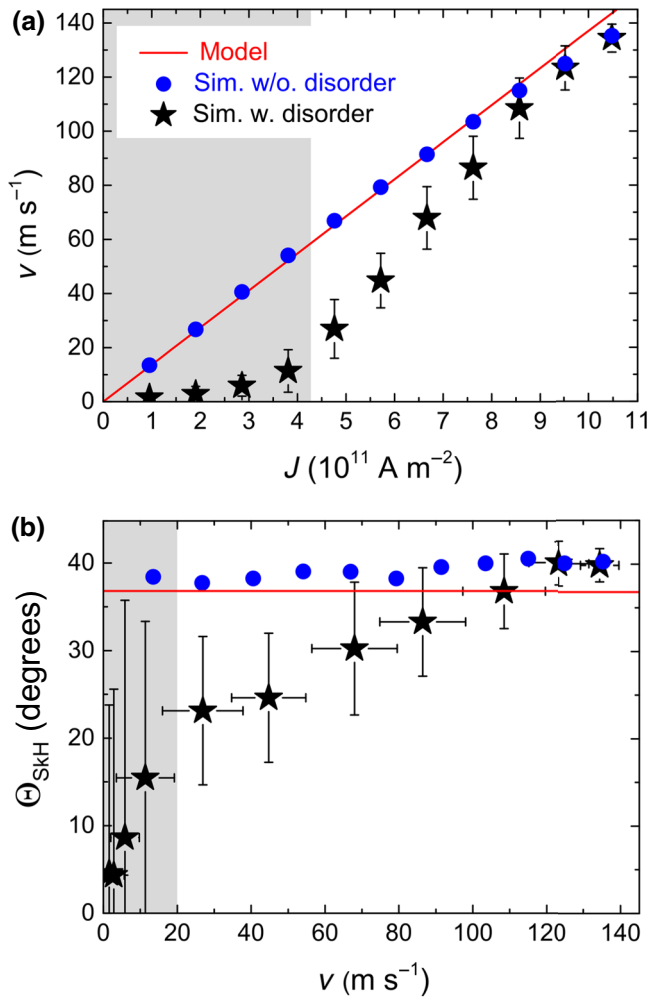 (a)
Model
Sim. w/o. disorder
Sim. w. disorder
140
120
100
80
60
40
20
0
v (m s⁻¹)
0 1 2 3 4 5 6 7 8 9 10 11
J (10¹¹ A m⁻²)
(b)
40
30
20
10
0
Θ_SkH (degrees)
0 20 40 60 80 100 120 140
v (m s⁻¹)